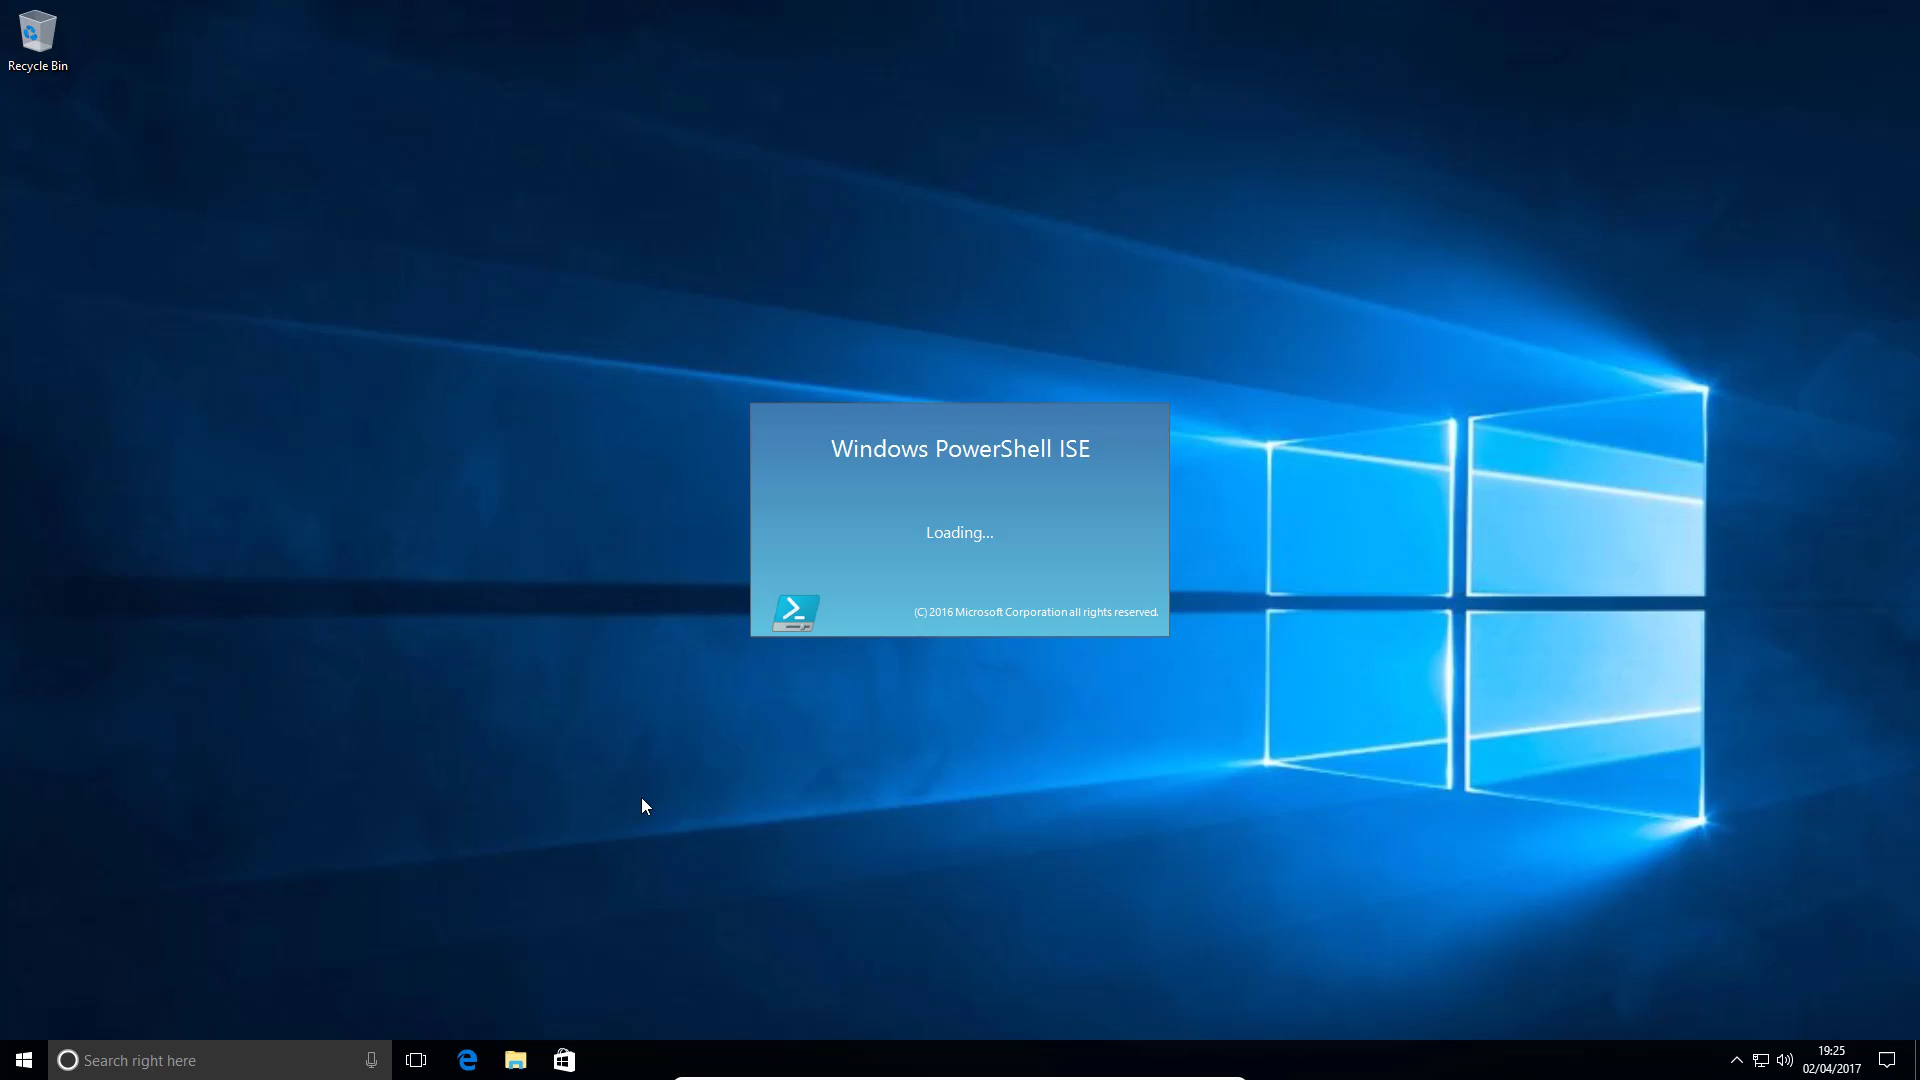 Recycle Bin
Windows PowerShell ISE
Loading...
(C) 2016 Microsoft Corporation all rights reserved.
Search right here
19:25
02/04/2017